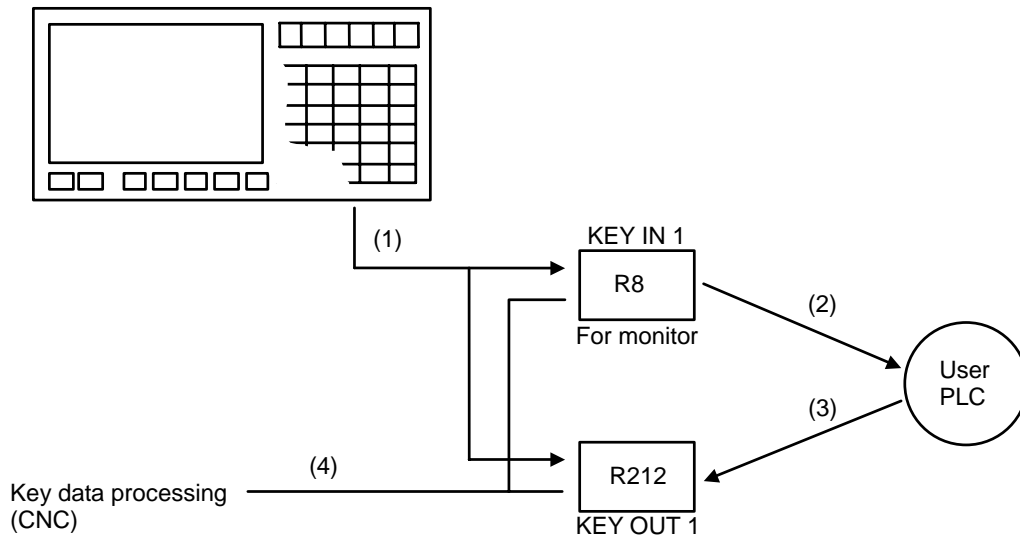 (1)
KEY IN 1
R8
For monitor
(2)
User
PLC
(3)
R212
KEY OUT 1
(4)
Key data processing
(CNC)